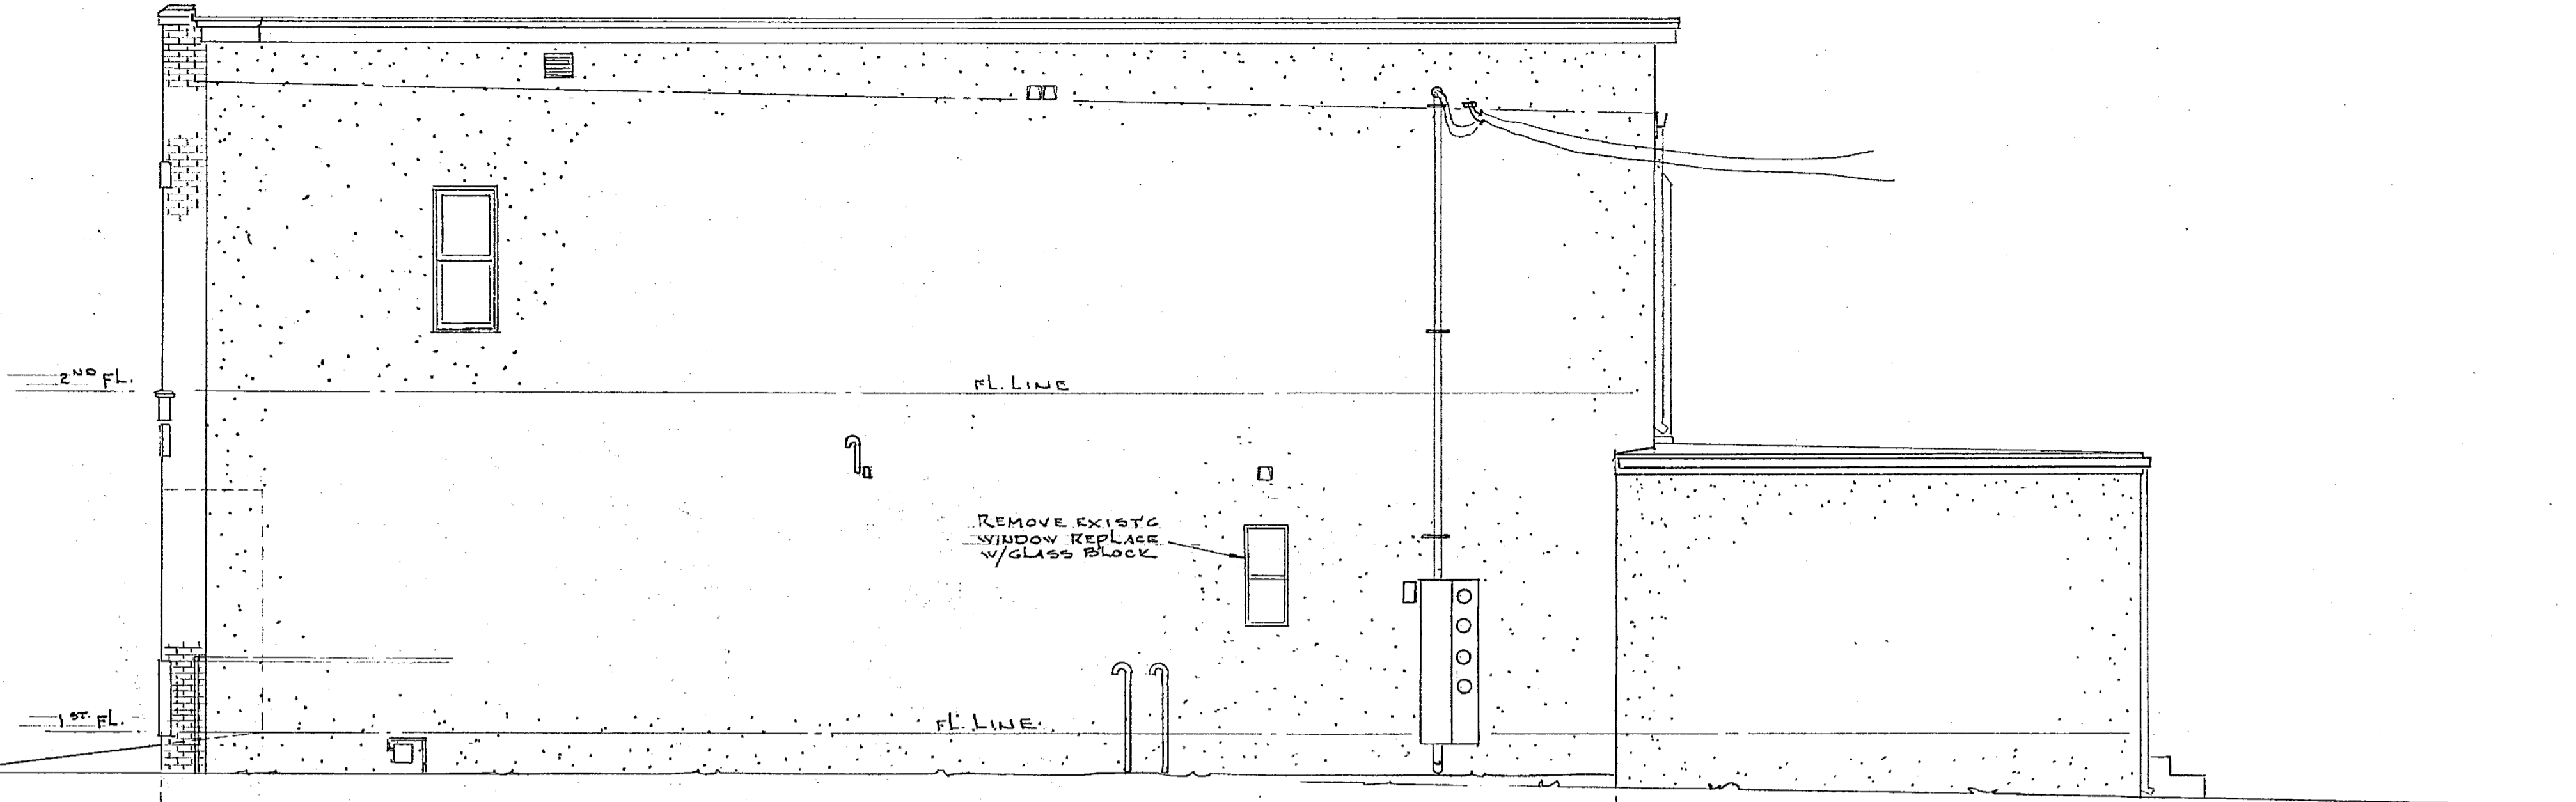 2ND FL.
FL. LINE
REMOVE EXIST'G
WINDOW REPLACE
W/GLASS BLOCK
1ST. FL.
FL. LINE